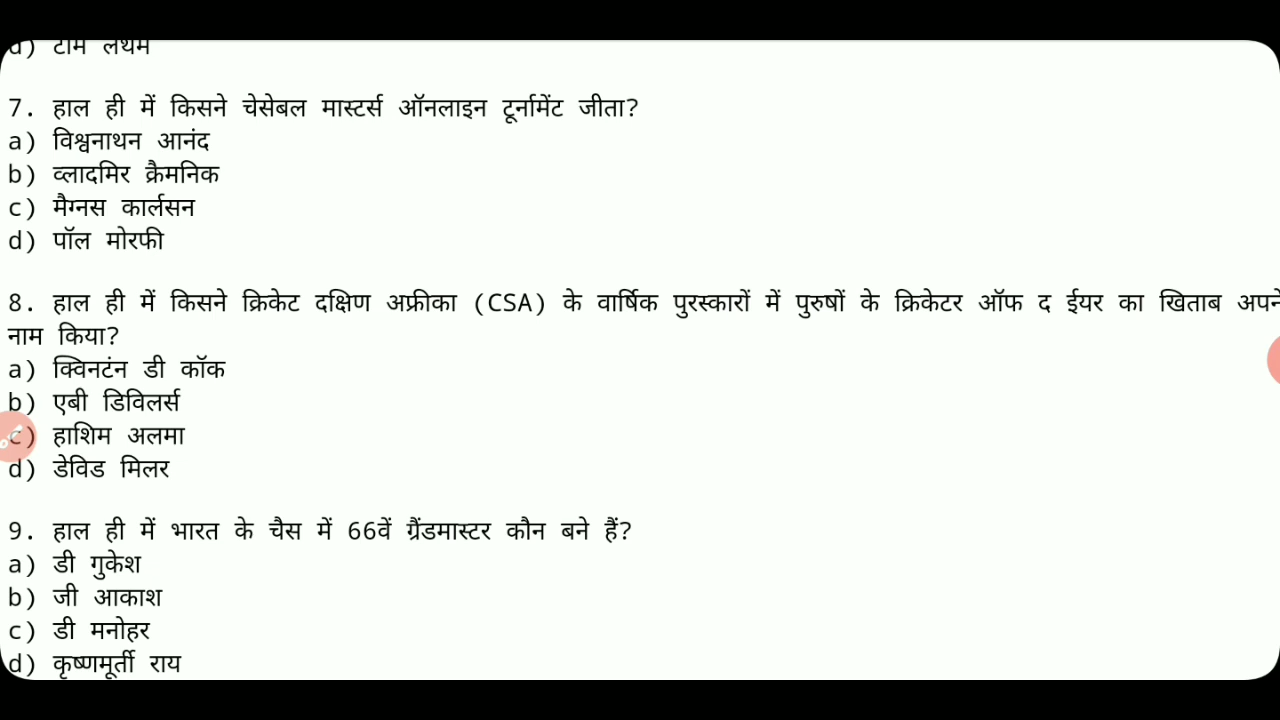 d) टॉम लैथम
7. हाल ही में किसने चेसेबल मास्टर्स ऑनलाइन टूर्नामेंट जीता?
a) विश्वनाथन आनंद
b) व्लादमिर क्रैमनिक
c) मैग्नस कार्लसन
d) पॉल मोरफी
8. हाल ही में किसने क्रिकेट दक्षिण अफ्रीका (CSA) के वार्षिक पुरस्कारों में पुरुषों के क्रिकेटर ऑफ द ईयर का खिताब अपने
नाम किया?
a) क्विनटंन डी कॉक
b) एबी डिविलर्स
c) हाशिम अलमा
d) डेविड मिलर
9. हाल ही में भारत के चैस में 66वें ग्रैंडमास्टर कौन बने हैं?
a) डी गुकेश
b) जी आकाश
c) डी मनोहर
d) कृष्णमूर्ती राय